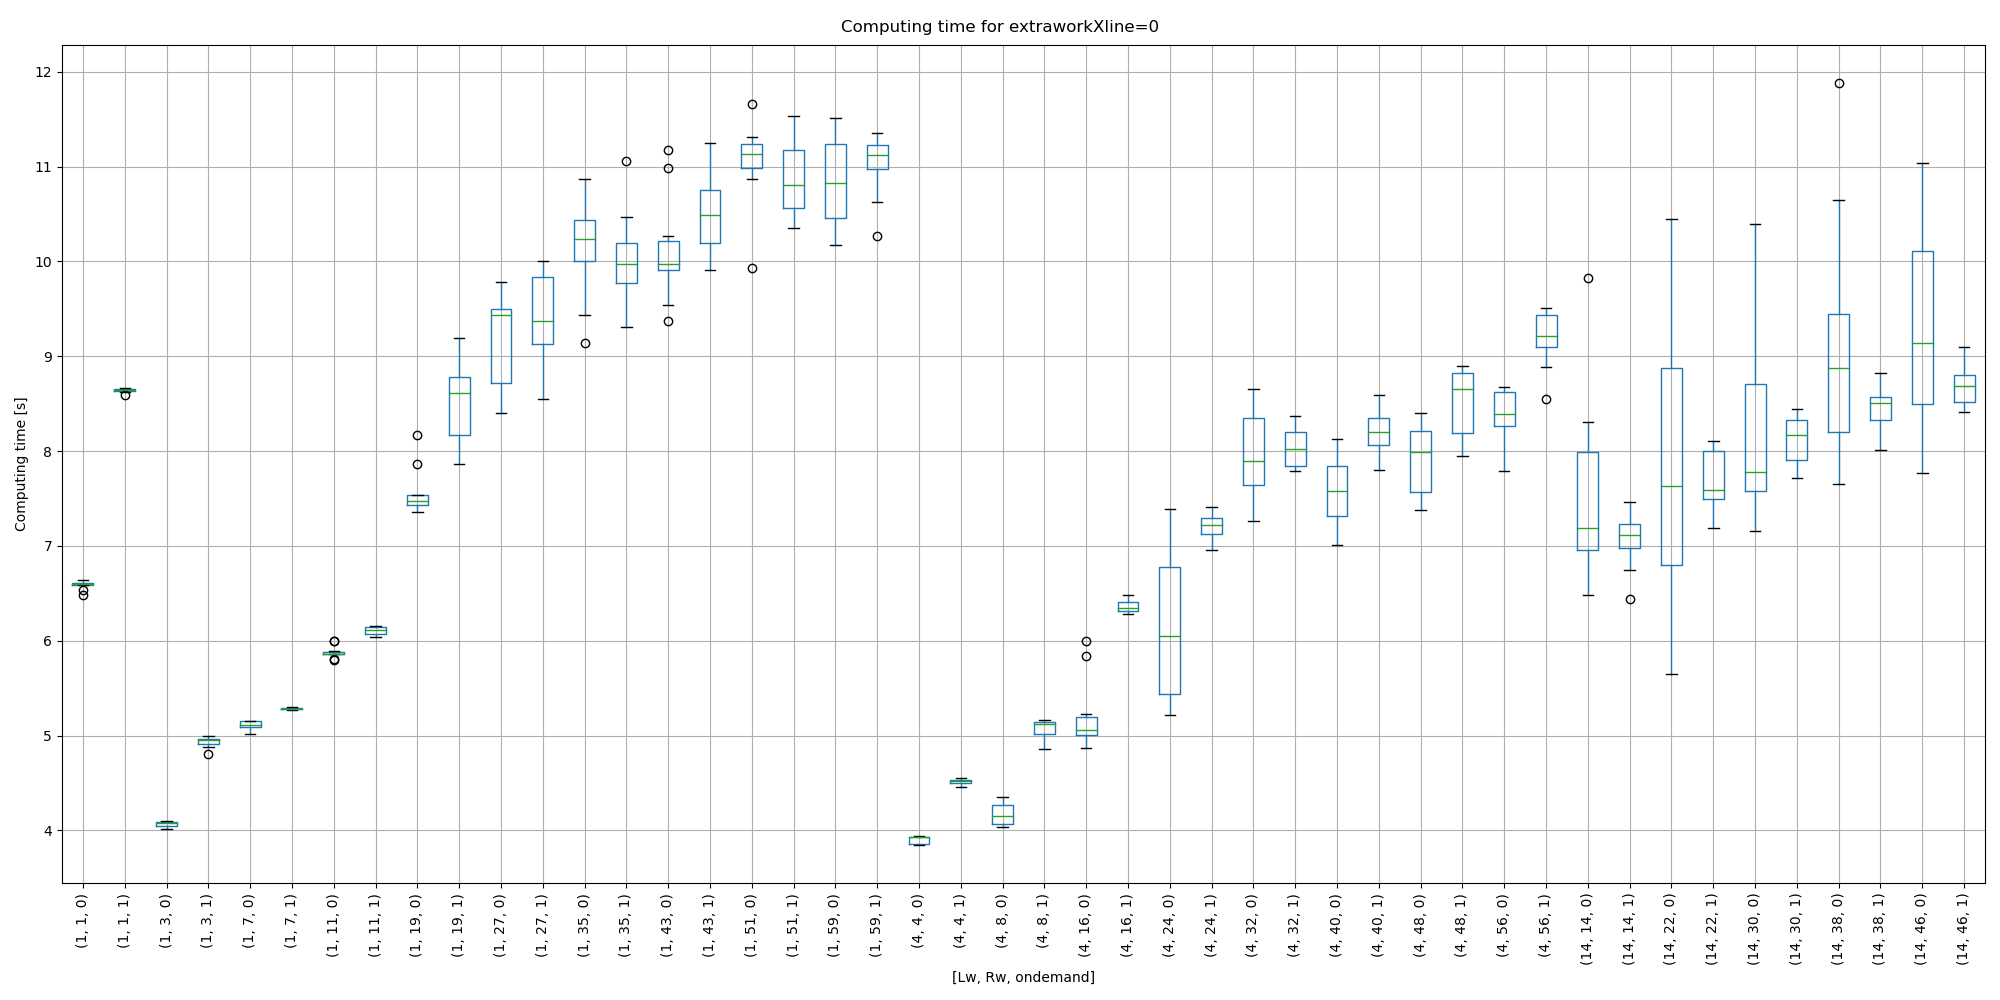 Computing time for extraworkXline=0
Computing time [s]
12
11
10
9
8
7
6
5
4
(1, 1, 0)
(1, 1, 1)
(1, 3, 0)
(1, 3, 1)
(1, 7, 0)
(1, 7, 1)
(1, 11, 0)
(1, 11, 1)
(1, 19, 0)
(1, 19, 1)
(1, 27, 0)
(1, 27, 1)
(1, 35, 0)
(1, 35, 1)
(1, 43, 0)
(1, 43, 1)
(1, 51, 0)
(1, 51, 1)
(1, 59, 0)
(1, 59, 1)
(4, 4, 0)
(4, 4, 1)
(4, 8, 0)
(4, 8, 1)
(4, 16, 0)
(4, 16, 1)
(4, 24, 0)
(4, 24, 1)
(4, 32, 0)
(4, 32, 1)
(4, 40, 0)
(4, 40, 1)
(4, 48, 0)
(4, 48, 1)
(4, 56, 0)
(4, 56, 1)
(14, 14, 0)
(14, 14, 1)
(14, 22, 0)
(14, 22, 1)
(14, 30, 0)
(14, 30, 1)
(14, 38, 0)
(14, 38, 1)
(14, 46, 0)
(14, 46, 1)
[Lw, Rw, ondemand]